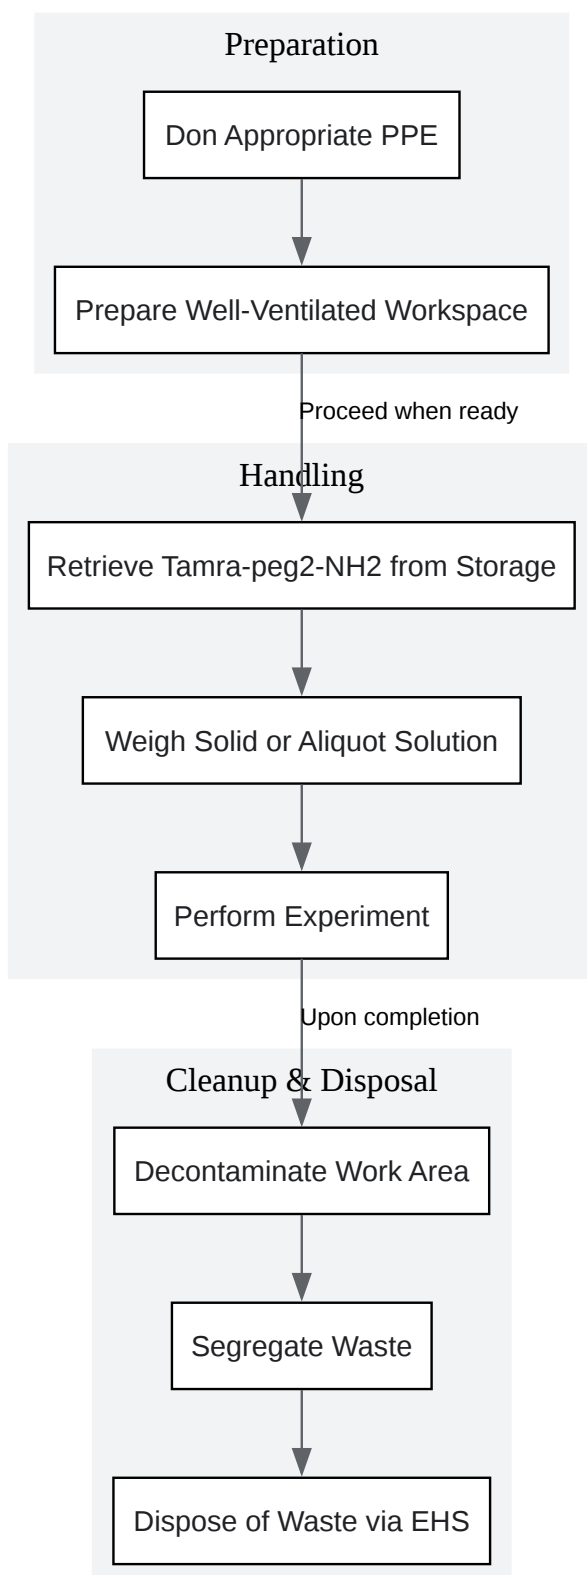 Preparation
Don Appropriate PPE
Prepare Well-Ventilated Workspace
Proceed when ready
Handling
Retrieve Tamra-peg2-NH2 from Storage
Weigh Solid or Aliquot Solution
Perform Experiment
Upon completion
Cleanup & Disposal
Decontaminate Work Area
Segregate Waste
Dispose of Waste via EHS